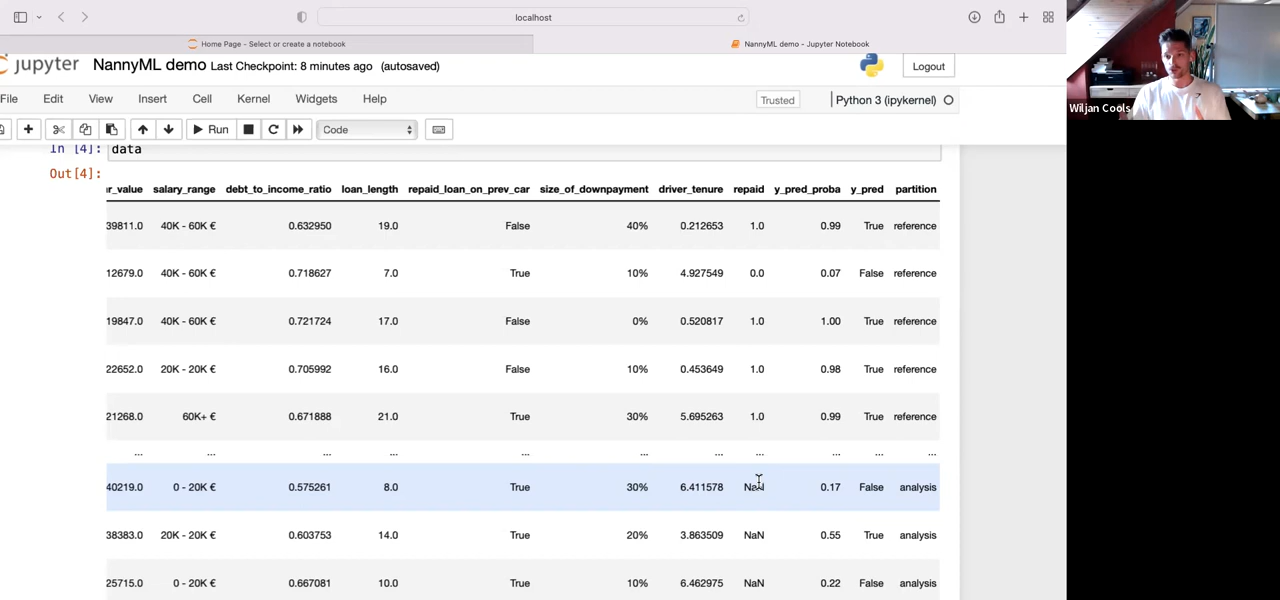 localhost
Home Page - Select or create a notebook
NannyML demo - Jupyter Notebook
jupyter NannyML demo Last Checkpoint: 8 minutes ago (autosaved)
Logout
Wiljan Cools
File Edit View Insert Cell Kernel Widgets Help
Trusted
Python 3 (ipykernel)
Run
Code
In [4]: data
Out[4]:
r_value salary_range debt_to_income_ratio loan_length repaid_loan_on_prev_car size_of_downpayment driver_tenure repaid y_pred_proba y_pred partition
39811.0 40K - 60K € 0.632950 19.0 False 40% 0.212653 1.0 0.99 True reference
12679.0 40K - 60K € 0.718627 7.0 True 10% 4.927549 0.0 0.07 False reference
19847.0 40K - 60K € 0.721724 17.0 False 0% 0.520817 1.0 1.00 True reference
22652.0 20K - 20K € 0.705992 16.0 False 10% 0.453649 1.0 0.98 True reference
21268.0 60K+ € 0.671888 21.0 True 30% 5.695263 1.0 0.99 True reference
... ... ... ... ... ... ... ... ... ... ...
40219.0 0 - 20K € 0.575261 8.0 True 30% 6.411578 NaN 0.17 False analysis
38383.0 20K - 20K € 0.603753 14.0 True 20% 3.863509 NaN 0.55 True analysis
25715.0 0 - 20K € 0.667081 10.0 True 10% 6.462975 NaN 0.22 False analysis